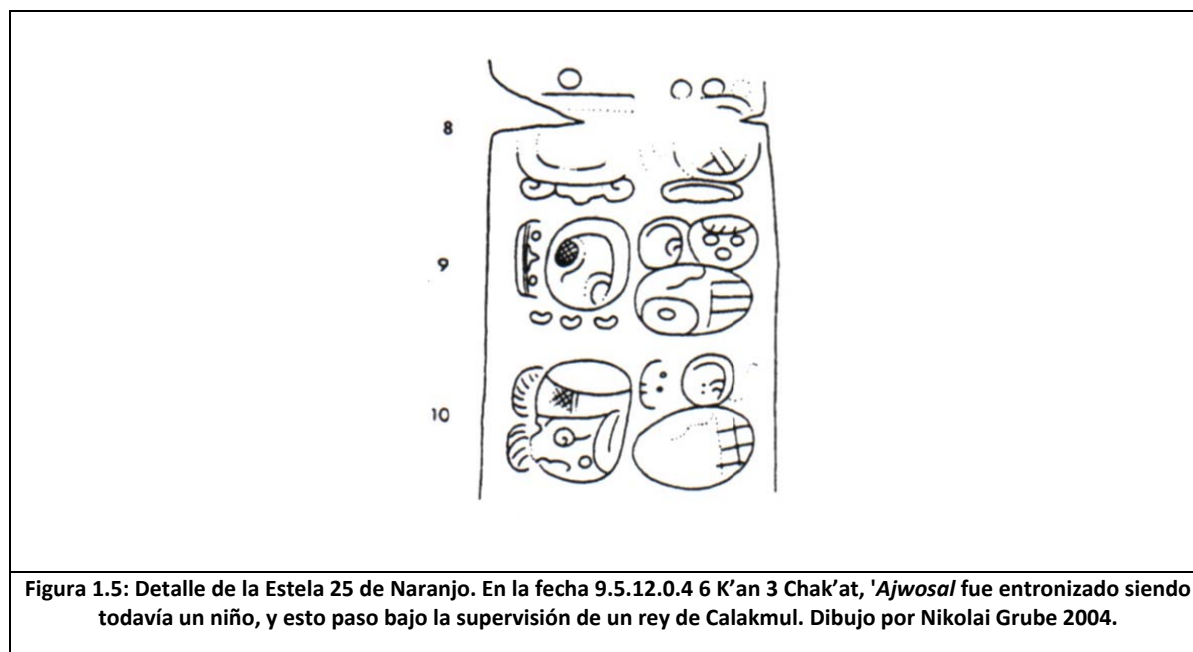 8
9
10
Figura 1.5: Detalle de la Estela 25 de Naranjo. En la fecha 9.5.12.0.4 6 K’an 3 Chak’at, 'Ajwosal fue entronizado siendo
todavía un niño, y esto paso bajo la supervisión de un rey de Calakmul. Dibujo por Nikolai Grube 2004.